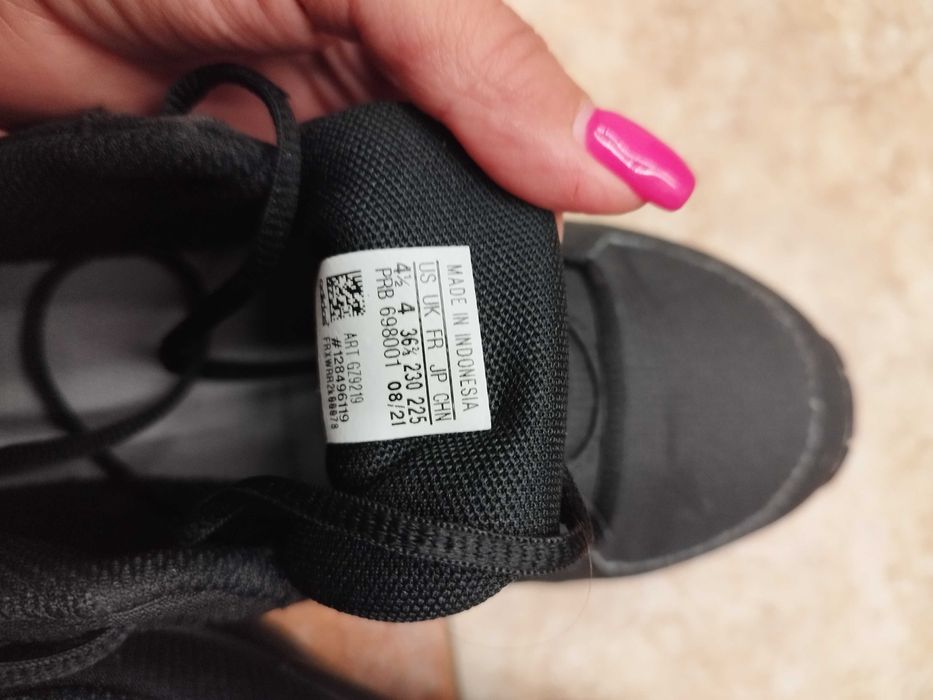 MADE IN INDONESIA
US UK FR JP CHN
4½ 4 36⅔ 230 225
PRB 698001 08/21
ART GZ9219
#128496119
adidas